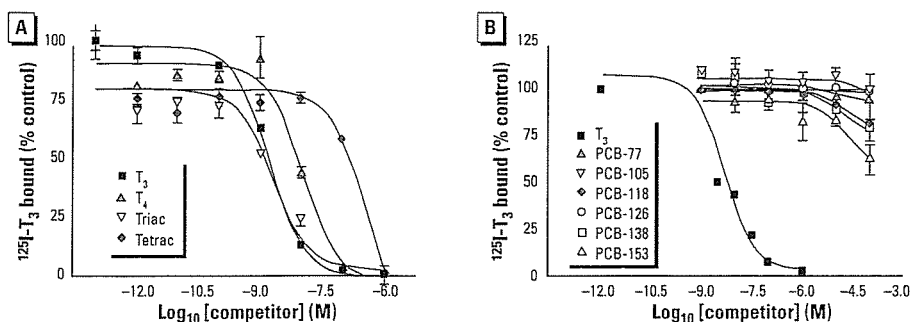 A
¹²⁵I–T₃ bound (% control)
100
75
50
25
0
T₃
T₄
Triac
Tetrac
–12.0
–10.5
–9.0
–7.5
–6.0
Log₁₀ [competitor] (M)
B
¹²⁵I–T₃ bound (% control)
125
100
75
50
25
0
T₃
PCB-77
PCB-105
PCB-118
PCB-126
PCB-138
PCB-153
–12.0
–10.5
–9.0
–7.5
–6.0
–4.5
–3.0
Log₁₀ [competitor] (M)